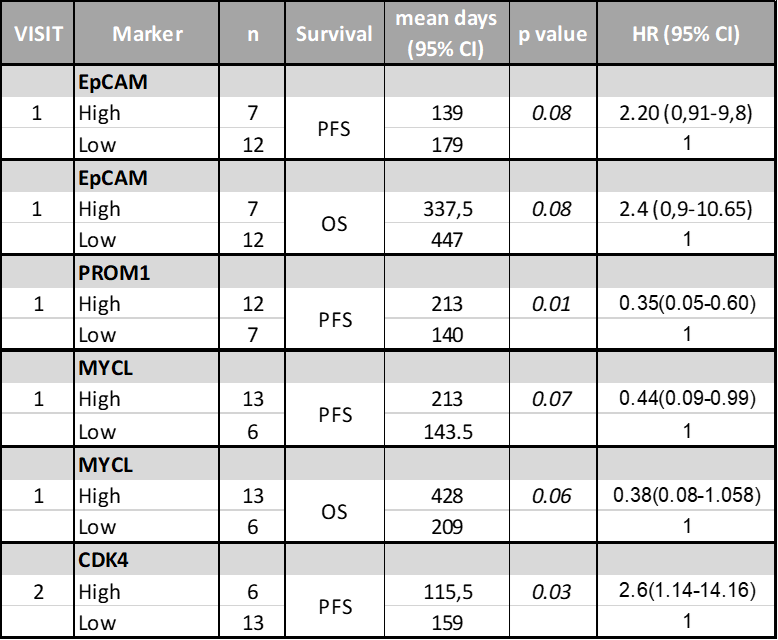 VISIT Marker n Survival mean days (95% CI) p value HR (95% CI)
EpCAM
1 High 7 PFS 139 0.08 2.20 (0,91-9,8)
Low 12 179 1
EpCAM
1 High 7 OS 337,5 0.08 2.4 (0,9-10.65)
Low 12 447 1
PROM1
1 High 12 PFS 213 0.01 0.35(0.05-0.60)
Low 7 140 1
MYCL
1 High 13 PFS 213 0.07 0.44(0.09-0.99)
Low 6 143.5 1
MYCL
1 High 13 OS 428 0.06 0.38(0.08-1.058)
Low 6 209 1
CDK4
2 High 6 PFS 115,5 0.03 2.6(1.14-14.16)
Low 13 159 1